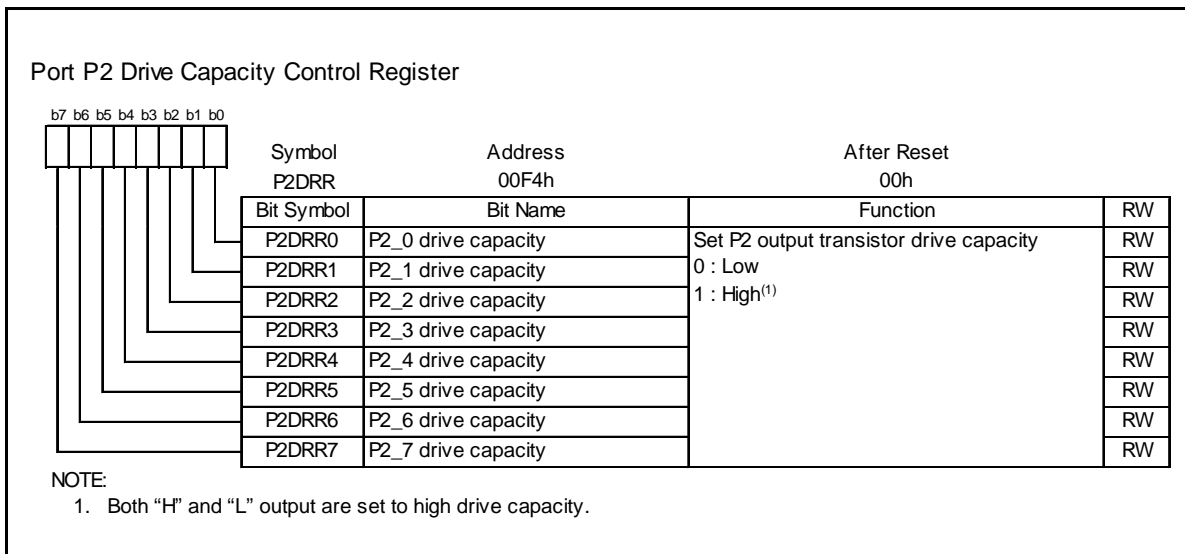 Port P2 Drive Capacity Control Register
b7 b6 b5 b4 b3 b2 b1 b0
Symbol Address After Reset
P2DRR 00F4h 00h
Bit Symbol Bit Name Function RW
P2DRR0 P2_0 drive capacity Set P2 output transistor drive capacity RW
P2DRR1 P2_1 drive capacity 0 : Low RW
P2DRR2 P2_2 drive capacity 1 : High(1) RW
P2DRR3 P2_3 drive capacity RW
P2DRR4 P2_4 drive capacity RW
P2DRR5 P2_5 drive capacity RW
P2DRR6 P2_6 drive capacity RW
P2DRR7 P2_7 drive capacity RW
NOTE:
1. Both “H” and “L” output are set to high drive capacity.